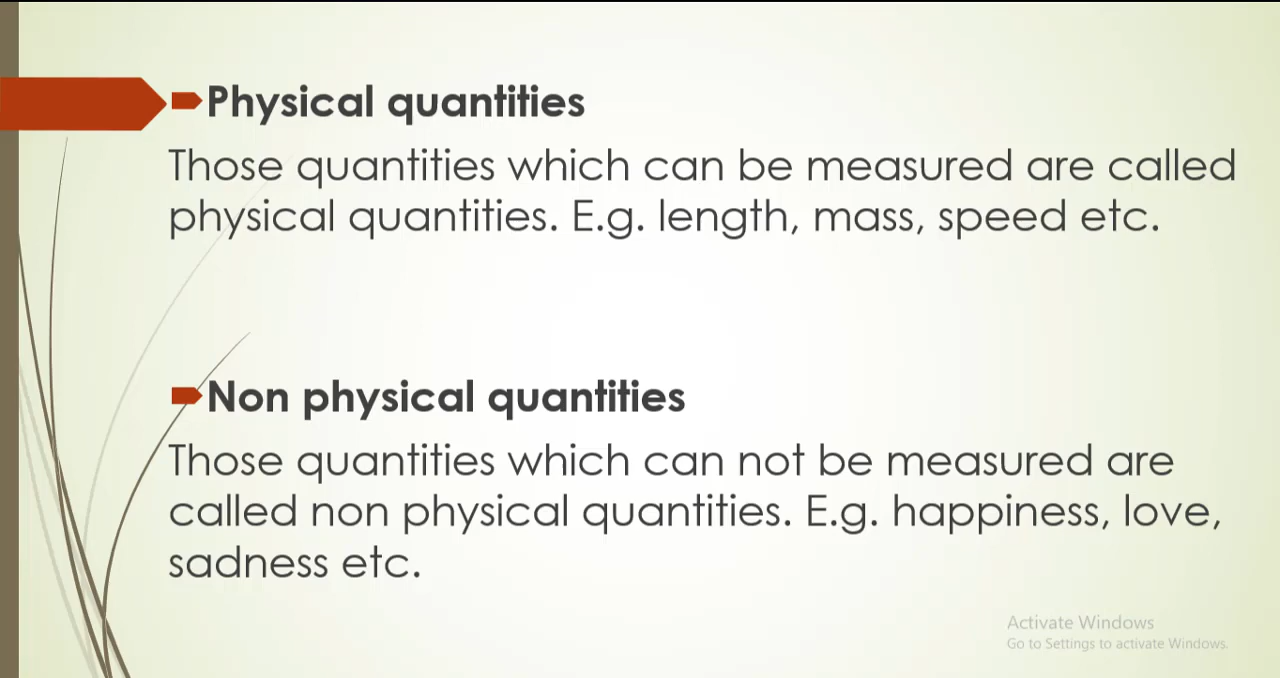 Physical quantities
Those quantities which can be measured are called
physical quantities. E.g. length, mass, speed etc.
Non physical quantities
Those quantities which can not be measured are
called non physical quantities. E.g. happiness, love,
sadness etc.
Activate Windows
Go to Settings to activate Windows.